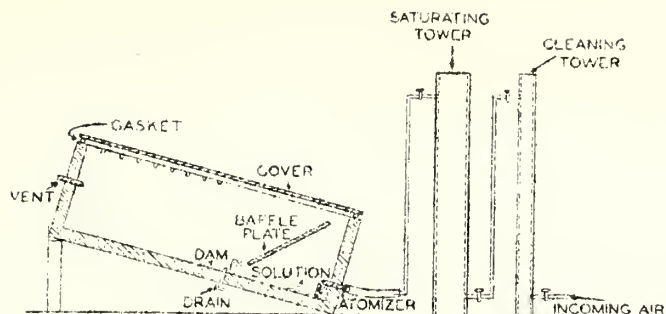 SATURATING
TOWER
CLEANING
TOWER
GASKET
COVER
VENT
BAFFLE
PLATE
DAM
SOLUTION
DRAIN
ATOMIZER
INCOMING AIR